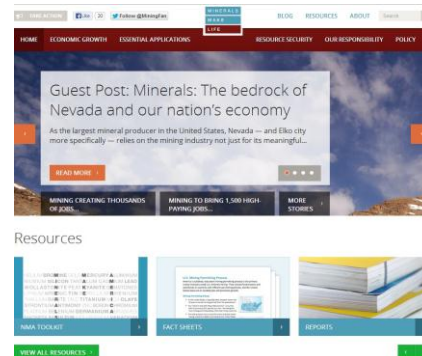 TAKE ACTION
Like 30
Follow @MiningFan
MINERALS
MAKE
LIFE
BLOG RESOURCES ABOUT Search
HOME ECONOMIC GROWTH ESSENTIAL APPLICATIONS RESOURCE SECURITY OUR RESPONSIBILITY POLICY
Guest Post: Minerals: The bedrock of
Nevada and our nation's economy
As the largest mineral producer in the United States, Nevada — and Elko city
more specifically — relies on the mining industry not just for its meaningful...
READ MORE
MINING CREATING THOUSANDS
OF JOBS...
MINING TO BRING 1,500 HIGH-
PAYING JOBS...
MORE
STORIES
Resources
NMA TOOLKIT
FACT SHEETS
REPORTS
VIEW ALL RESOURCES